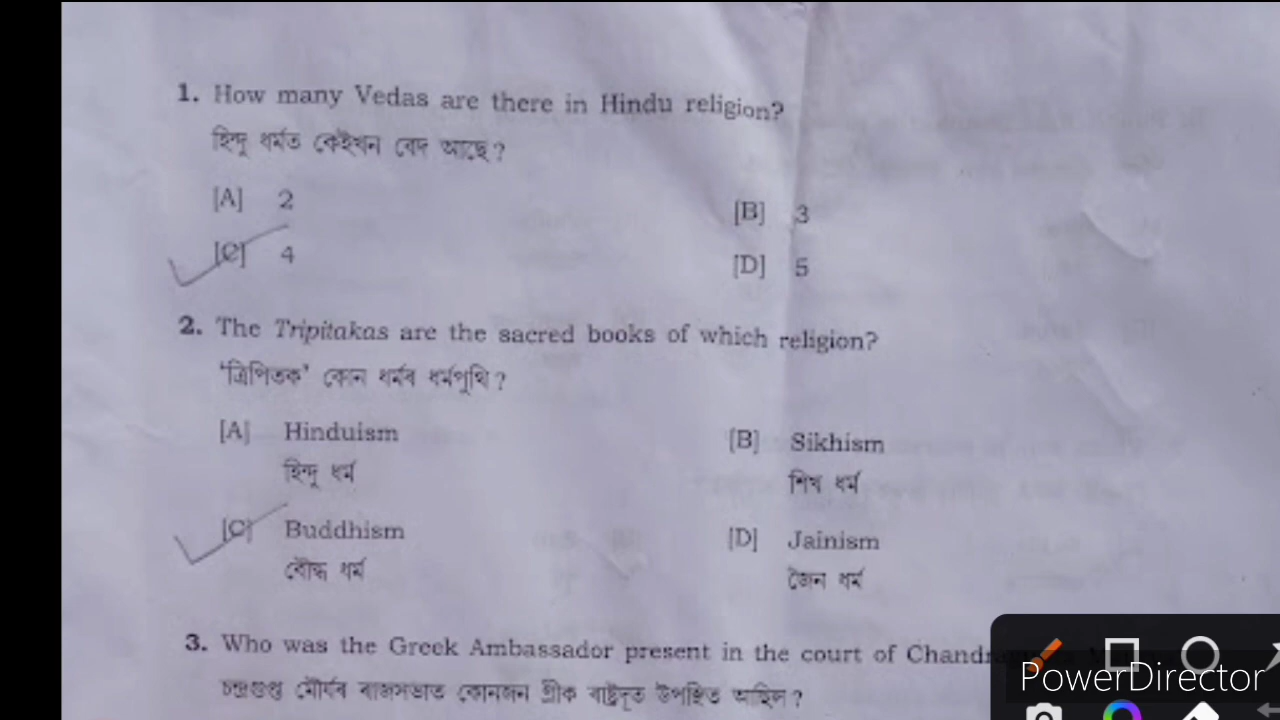 1. How many Vedas are there in Hindu religion?
হিন্দু ধৰ্মত কেইখন বেদ আছে?
[A] 2
[B] 3
[C] 4
[D] 5
2. The Tripitakas are the sacred books of which religion?
‘ত্ৰিপিতক’ কোন ধৰ্মৰ ধৰ্মপুথি?
[A] Hinduism
হিন্দু ধৰ্ম
[B] Sikhism
শিখ ধৰ্ম
[C] Buddhism
বৌদ্ধ ধৰ্ম
[D] Jainism
জৈন ধৰ্ম
3. Who was the Greek Ambassador present in the court of
চন্দ্ৰগুপ্ত মৌৰ্যৰ ৰাজসভাত কোনজন গ্ৰীক ৰাষ্ট্ৰদূত উপস্থিত আছিল?
PowerDirector